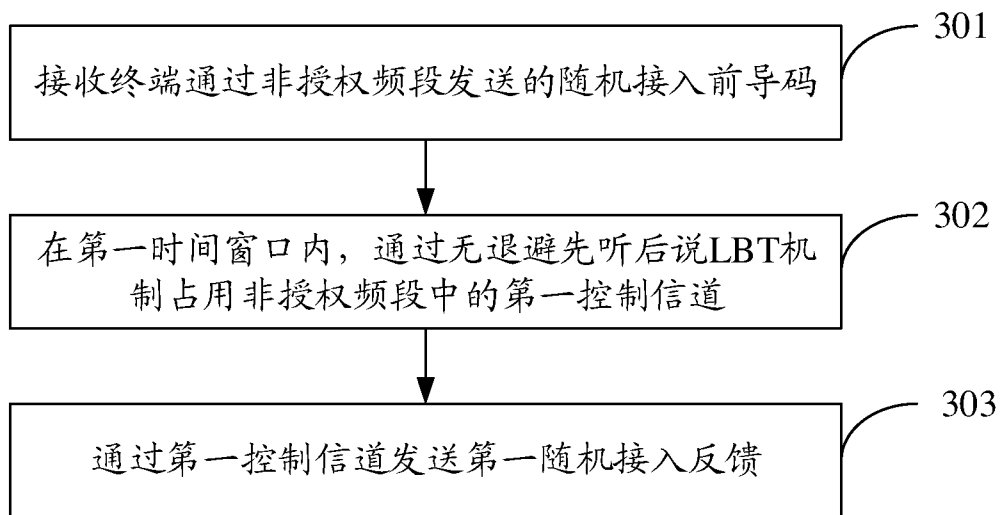 301
接收终端通过非授权频段发送的随机接入前导码
302
在第一时间窗口内，通过无退避先听后说LBT机
制占用非授权频段中的第一控制信道
303
通过第一控制信道发送第一随机接入反馈